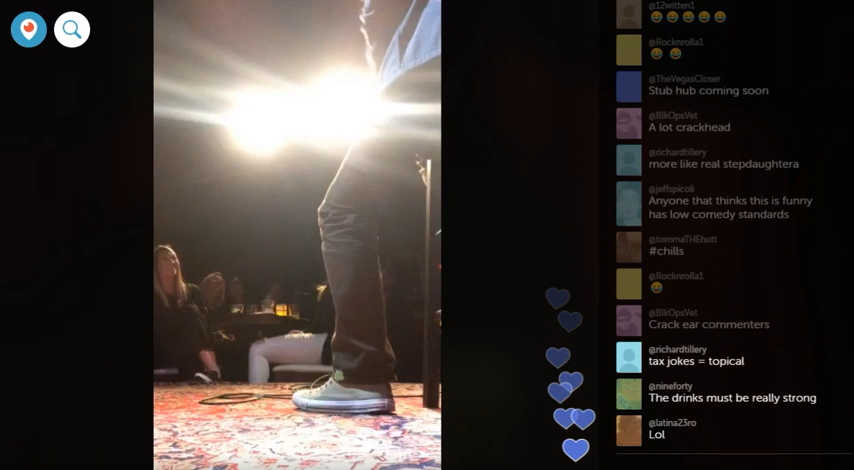 @12witten1
😂 😂 😂 😂 😂
@Rocknrolla1
😂 😂
@TheVegasCloser
Stub hub coming soon
@BlkOpsVet
A lot crackhead
@richardtillery
more like real stepdaughtera
@jeffspicoli
Anyone that thinks this is funny
has low comedy standards
@tommaTHEhutt
#chills
@Rocknrolla1
😂
@BlkOpsVet
Crack ear commenters
@richardtillery
tax jokes = topical
@nineforty
The drinks must be really strong
@latina23ro
Lol